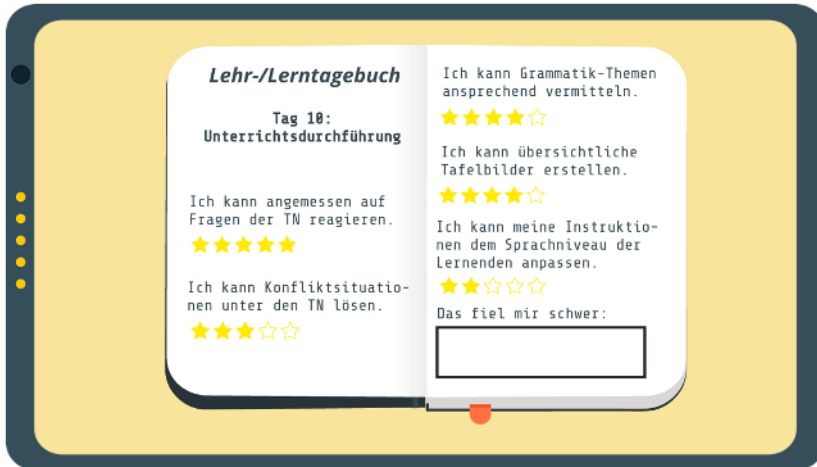 Lehr-/Lerntagebuch
Tag 10:
Unterrichtsdurchführung
Ich kann angemessen auf
Fragen der TN reagieren.
Ich kann Konfliktsituatio-
nen unter den TN lösen.
Ich kann Grammatik-Themen
ansprechend vermitteln.
Ich kann übersichtliche
Tafelbilder erstellen.
Ich kann meine Instruktio-
nen dem Sprachniveau der
Lernenden anpassen.
Das fiel mir schwer: